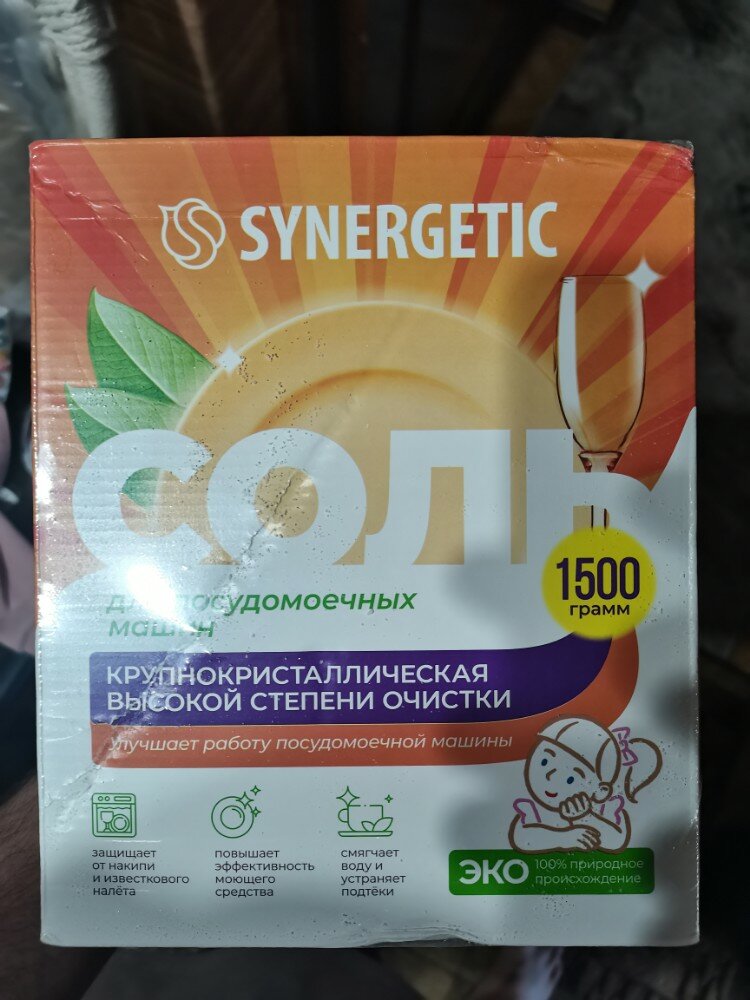 SYNERGETIC
СОЛЬ
для посудомоечных
машин
1500
грамм
КРУПНОКРИСТАЛЛИЧЕСКАЯ
ВЫСОКОЙ СТЕПЕНИ ОЧИСТКИ
улучшает работу посудомоечной машины
защищает
от накипи
и известкового
налёта
повышает
эффективность
моющего
средства
смягчает
воду и
устраняет
подтёки
ЭКО
100% природное
происхождение